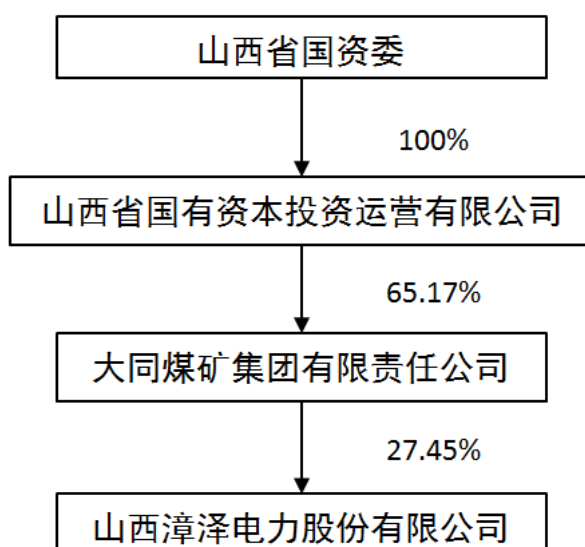 山西省国资委
100%
山西省国有资本投资运营有限公司
65.17%
大同煤矿集团有限责任公司
27.45%
山西漳泽电力股份有限公司